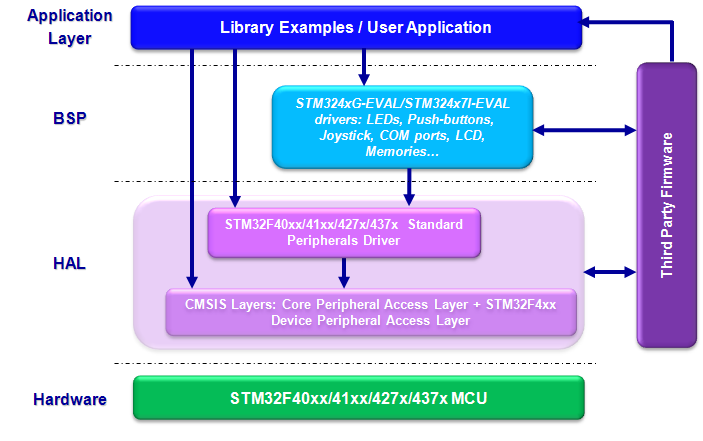 Application
Layer
Library Examples / User Application
BSP
STM324xG-EVAL/STM324x7I-EVAL
drivers: LEDs, Push-buttons,
Joystick, COM ports, LCD,
Memories…
Third Party Firmware
HAL
STM32F40xx/41xx/427x/437x Standard
Peripherals Driver
CMSIS Layers: Core Peripheral Access Layer + STM32F4xx
Device Peripheral Access Layer
Hardware
STM32F40xx/41xx/427x/437x MCU